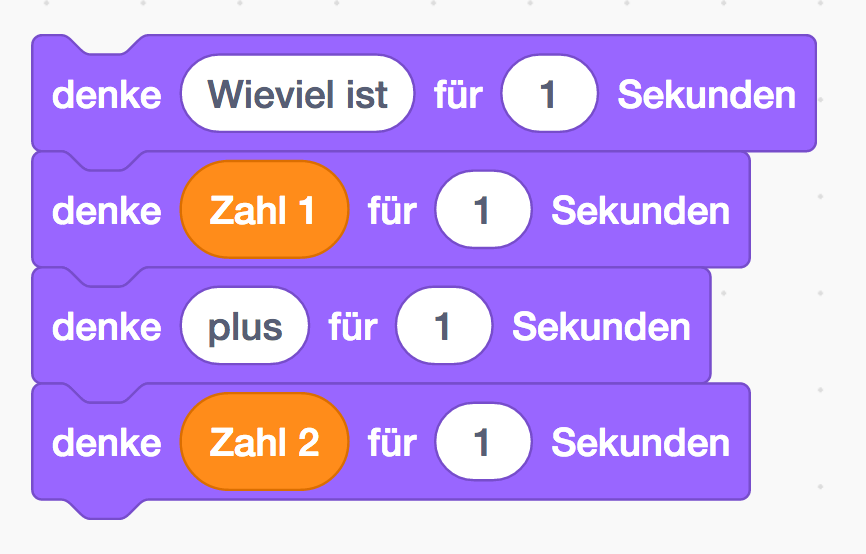 denke Wieviel ist für 1 Sekunden
denke Zahl 1 für 1 Sekunden
denke plus für 1 Sekunden
denke Zahl 2 für 1 Sekunden